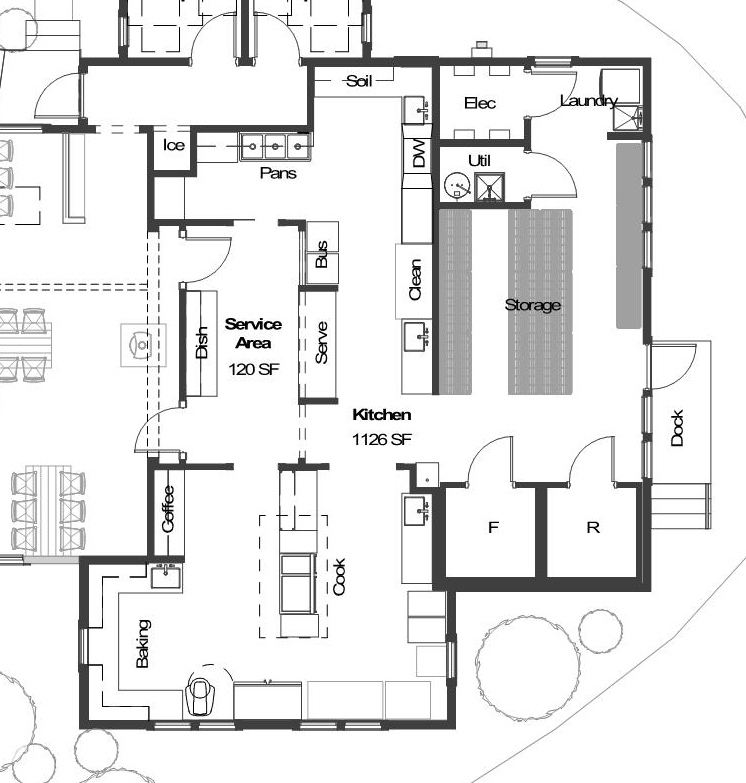 Soil
Elec
Laundry
Ice
Pans
DW
Util
Bus
Clean
Storage
Dish
Service
Area
120 SF
Serve
Kitchen
1126 SF
Dock
Coffee
F
R
Cook
Baking